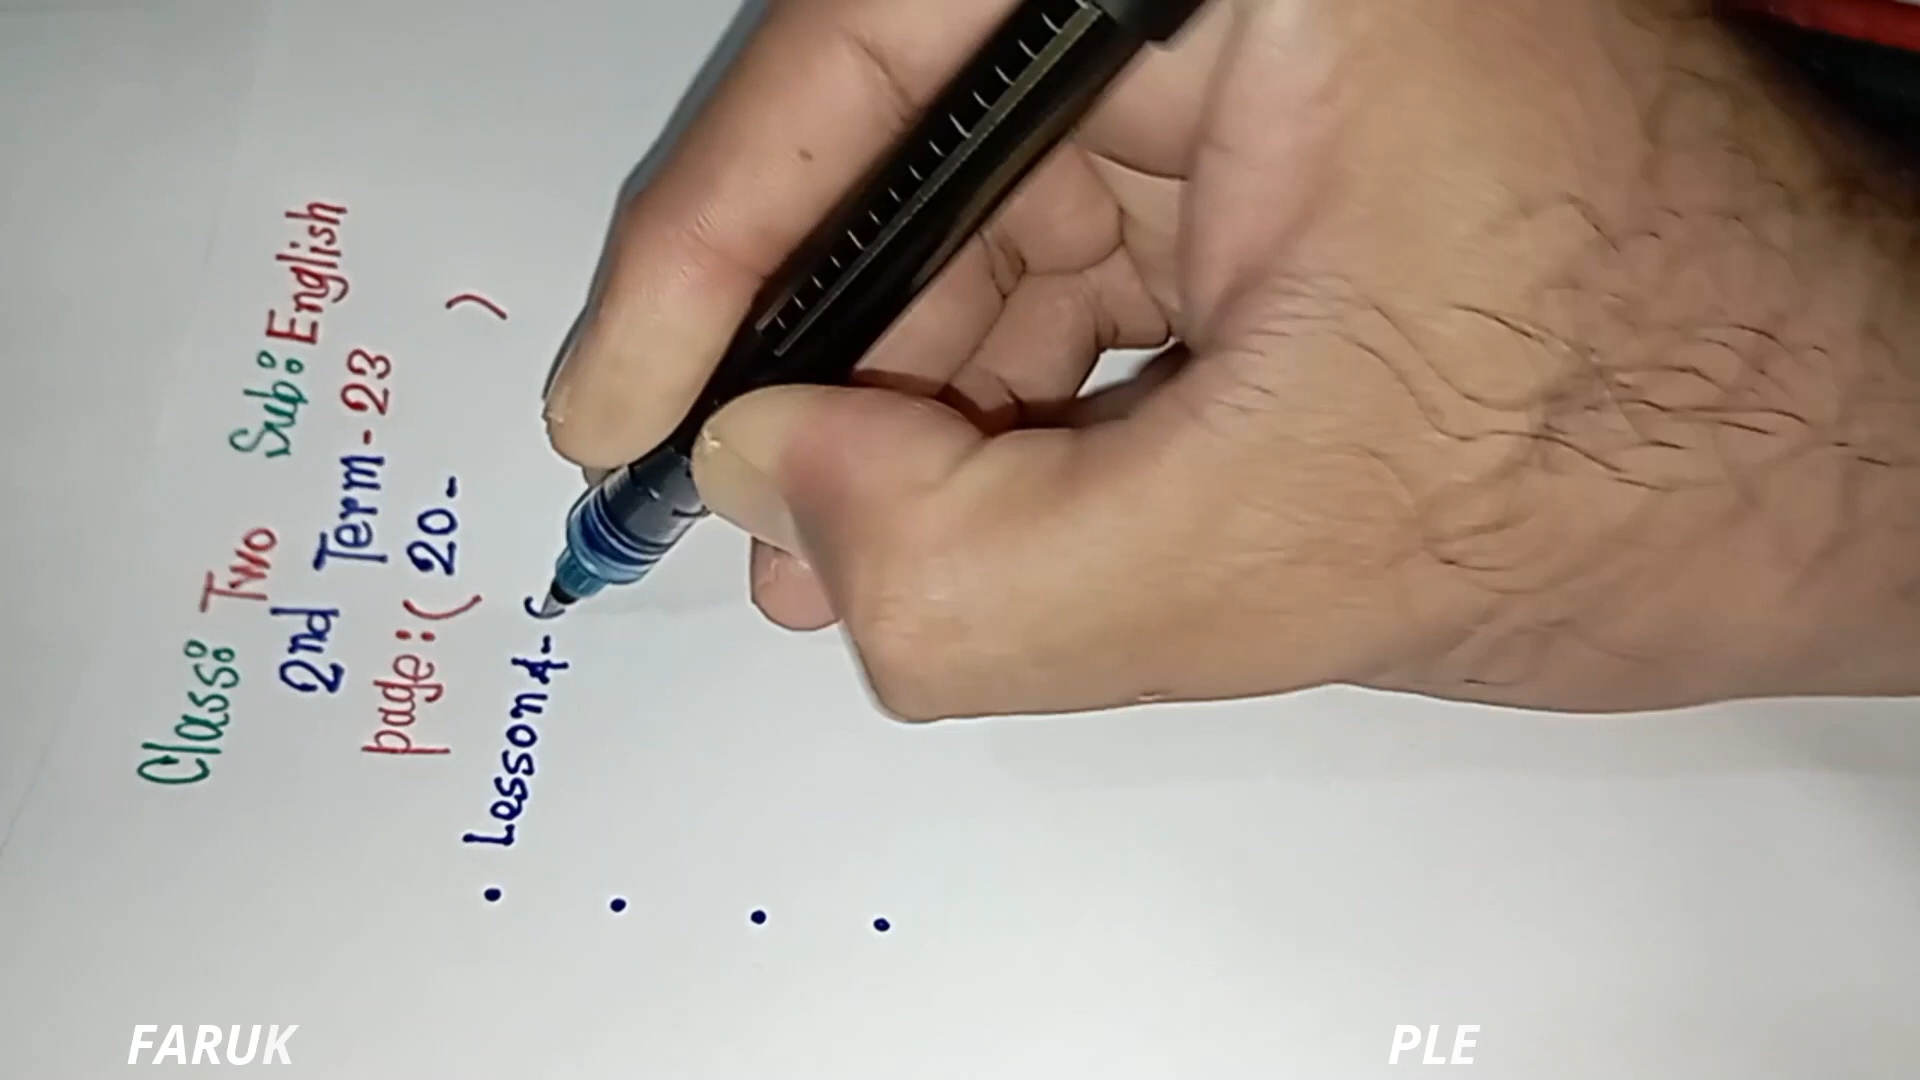 Class: Two Sub: English
2nd Term - 23
page: ( 20- )
• Lesson 4-
•
•
•
FARUK
PLE